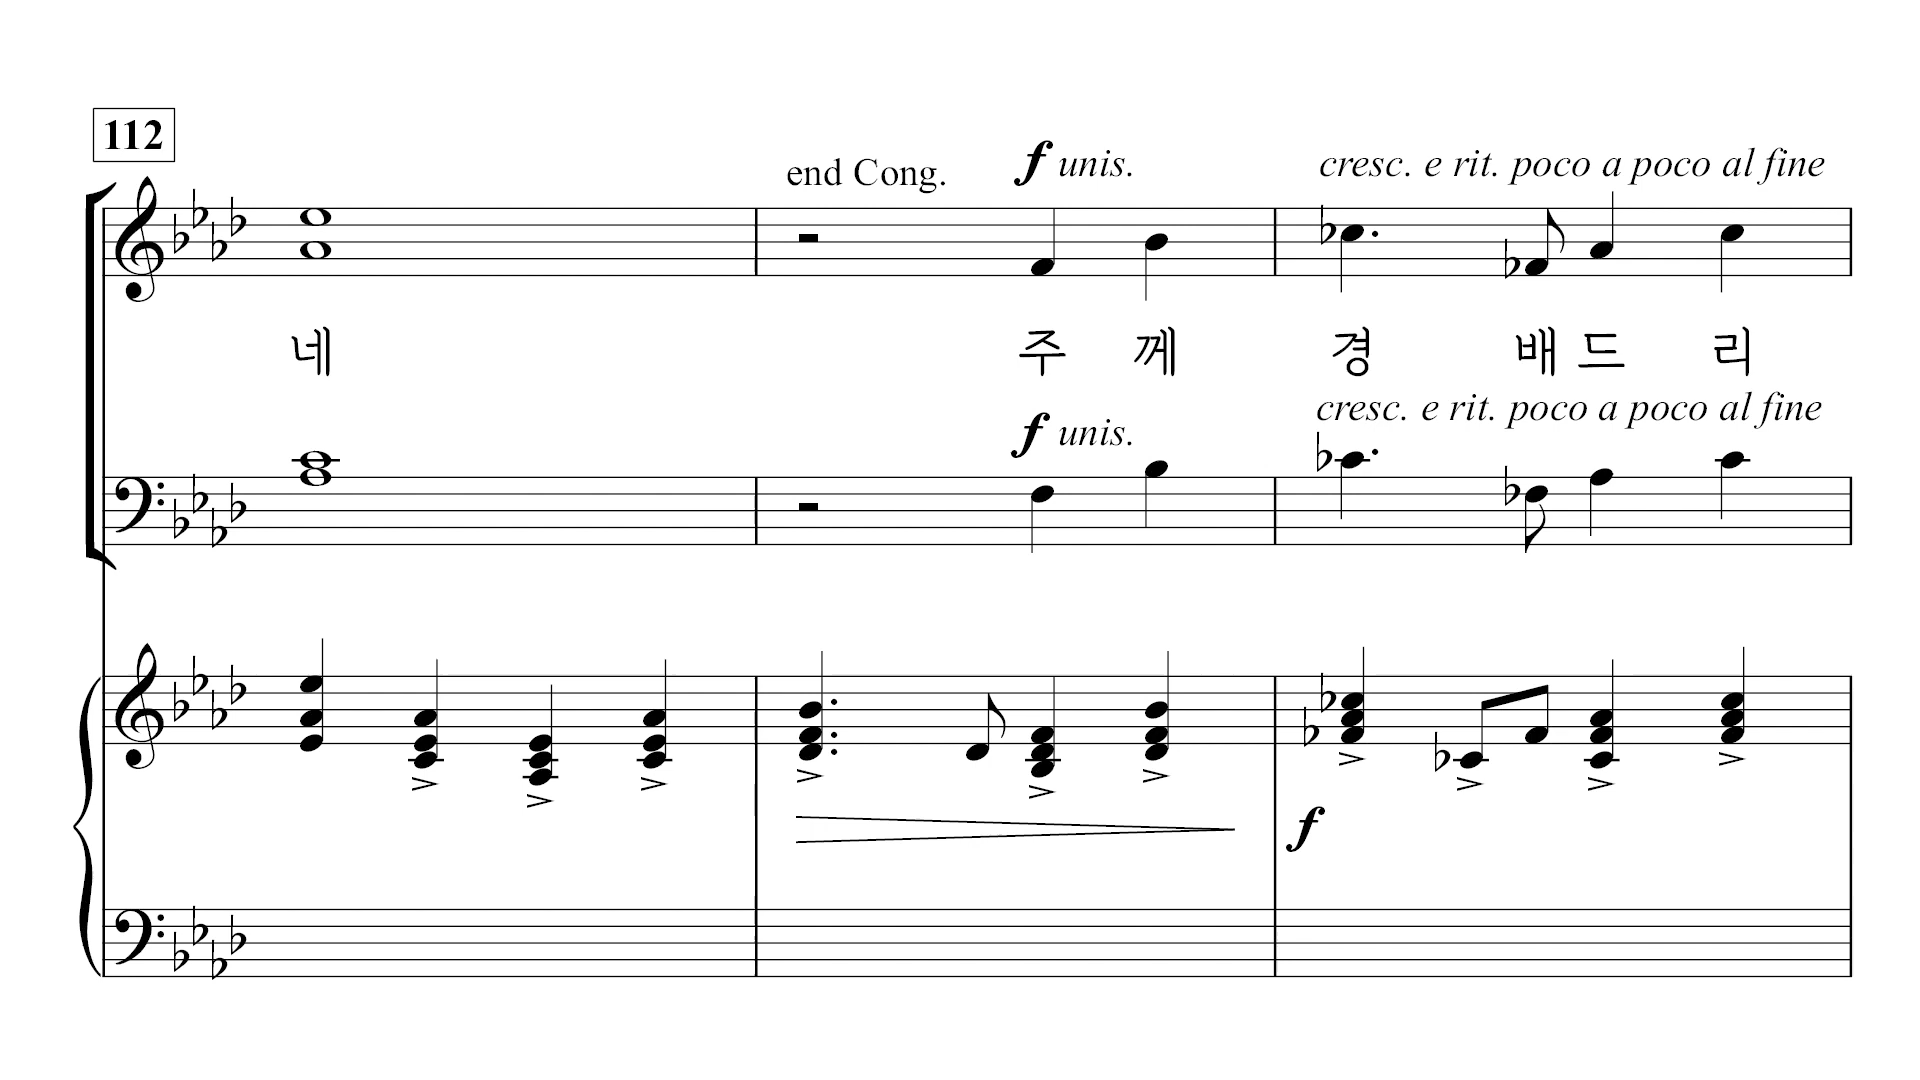 112
end Cong.
f unis.
cresc. e rit. poco a poco al fine
네 주 께 경 배 드 리
f unis.
cresc. e rit. poco a poco al fine
f